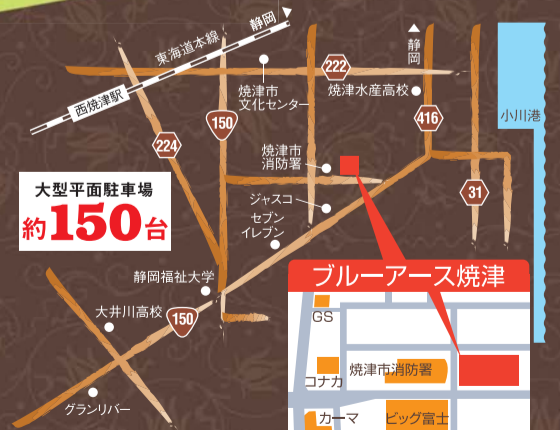 静岡
東海道本線
西焼津駅
静岡
222
焼津市
文化センター
焼津水産高校
小川港
150
416
224
焼津市
消防署
31
大型平面駐車場
約150台
ジャスコ
セブン
イレブン
静岡福祉大学
大井川高校
150
グランリバー
ブルーアース焼津
GS
コナカ
焼津市消防署
カーマ
ビッグ富士